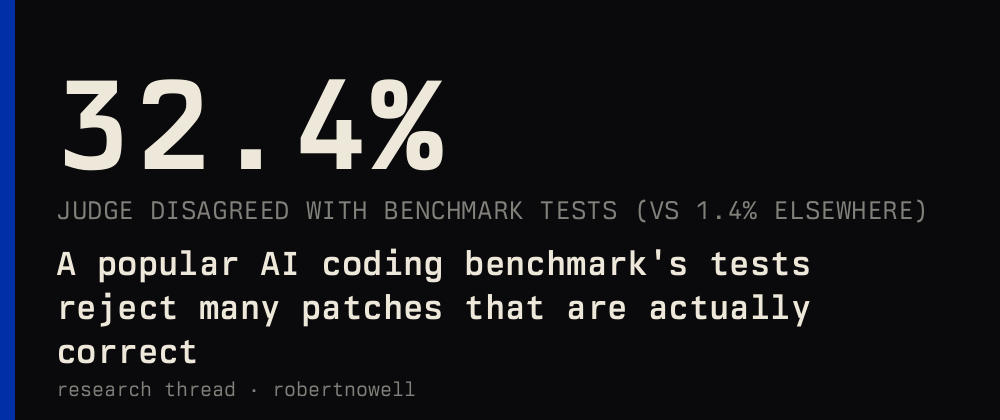 32.4%
JUDGE DISAGREED WITH BENCHMARK TESTS (VS 1.4% ELSEWHERE)
A popular AI coding benchmark's tests
reject many patches that are actually
correct
research thread · robertnowell